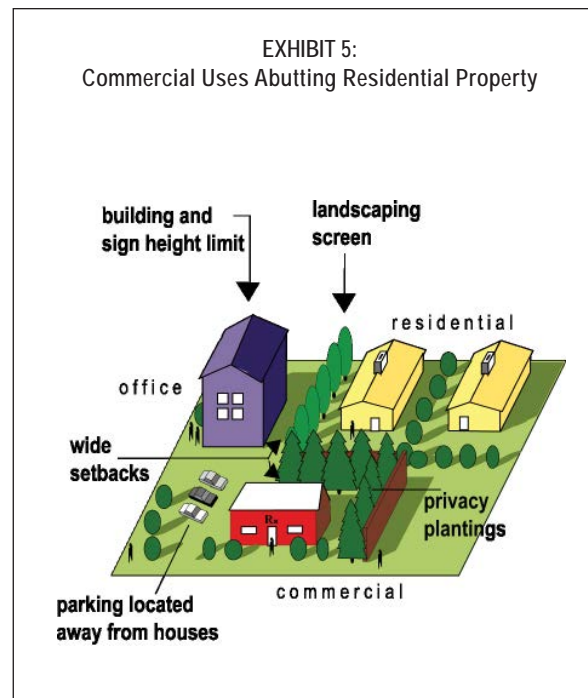 EXHIBIT 5:
Commercial Uses Abutting Residential Property
building and
sign height limit
landscaping
screen
residential
office
wide
setbacks
privacy
plantings
Rx
commercial
parking located
away from houses